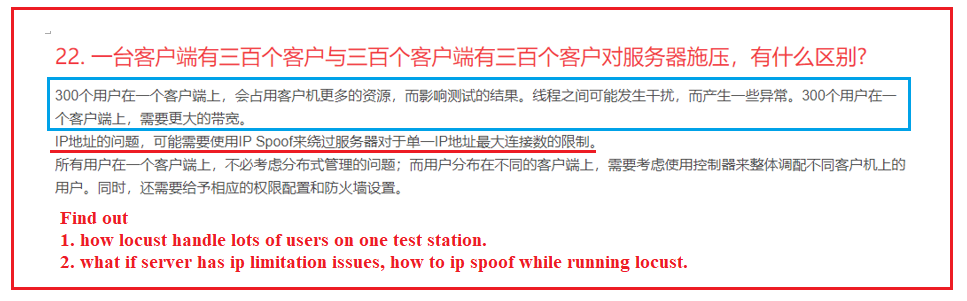 22. 一台客户端有三百个客户与三百个客户端有三百个客户对服务器施压，有什么区别?
300个用户在一个客户端上，会占用客户机更多的资源，而影响测试的结果。线程之间可能发生干扰，而产生一些异常。300个用户在一
个客户端上，需要更大的带宽。
IP地址的问题，可能需要使用IP Spoof来绕过服务器对于单一IP地址最大连接数的限制。
所有用户在一个客户端上，不必考虑分布式管理的问题；而用户分布在不同的客户端上，需要考虑使用控制器来整体调配不同客户机上的
用户。同时，还需要给予相应的权限配置和防火墙设置。
Find out
1. how locust handle lots of users on one test station.
2. what if server has ip limitation issues, how to ip spoof while running locust.